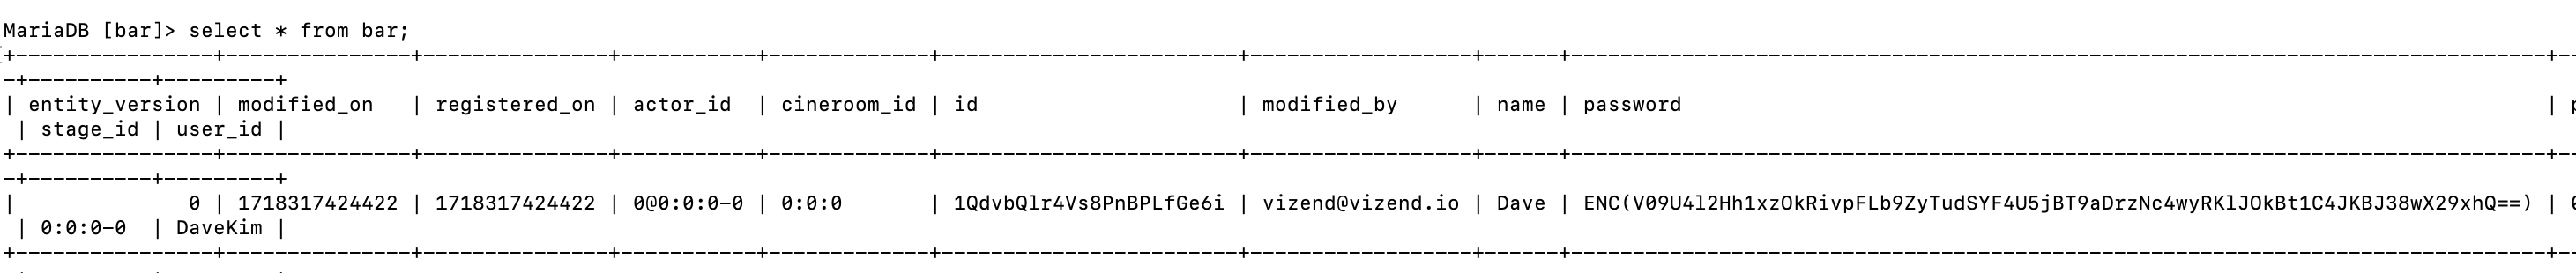 MariaDB [bar]> select * from bar;
+----------------+---------------+---------------+-----------+-------------+------------------------+------------------+------+------------------------------------------------------------------------------+--
-+----------+---------+
| entity_version | modified_on   | registered_on | actor_id  | cineroom_id | id                     | modified_by      | name | password                                                                     | p
 | stage_id | user_id |
+----------------+---------------+---------------+-----------+-------------+------------------------+------------------+------+------------------------------------------------------------------------------+--
-+----------+---------+
|              0 | 1718317424422 | 1718317424422 | 0@0:0:0-0 | 0:0:0       | 1QdvbQlr4Vs8PnBPLfGe6i | vizend@vizend.io | Dave | ENC(V09U4l2Hh1xzOkRivpFLb9ZyTudSYF4U5jBT9aDrzNc4wyRKlJOkBt1C4JKBJ38wX29xhQ==) | 0
 | 0:0:0-0  | DaveKim |
+----------------+---------------+---------------+-----------+-------------+------------------------+------------------+------+------------------------------------------------------------------------------+--